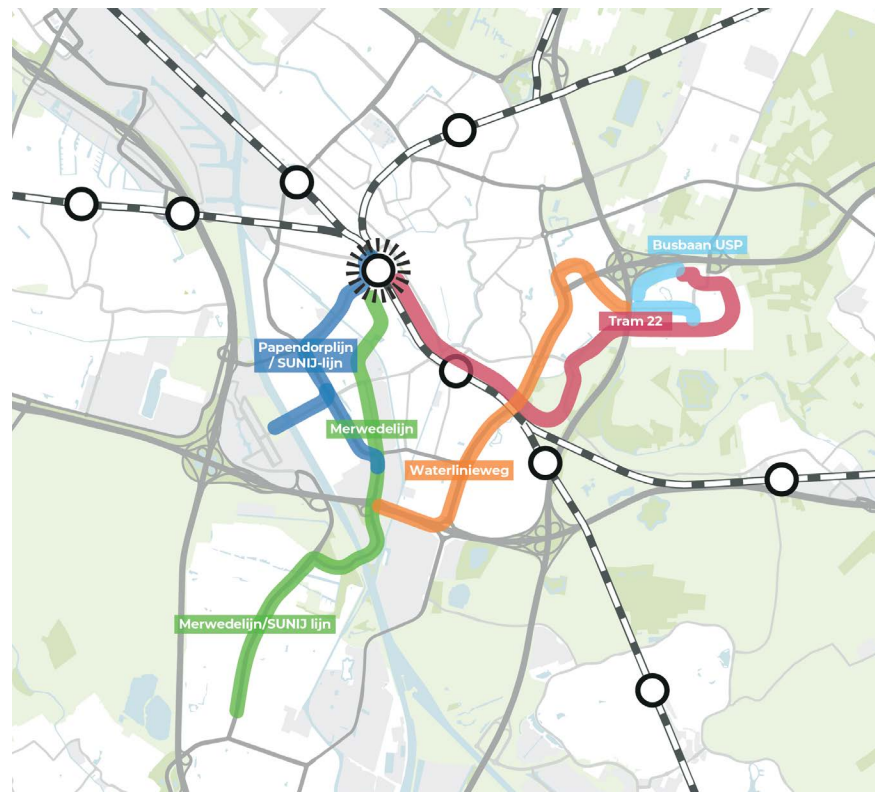 Busbaan USP
Tram 22
Papendorplijn
/ SUNIJ-lijn
Merwedelijn
Waterlinieweg
Merwedelijn/SUNIJ lijn